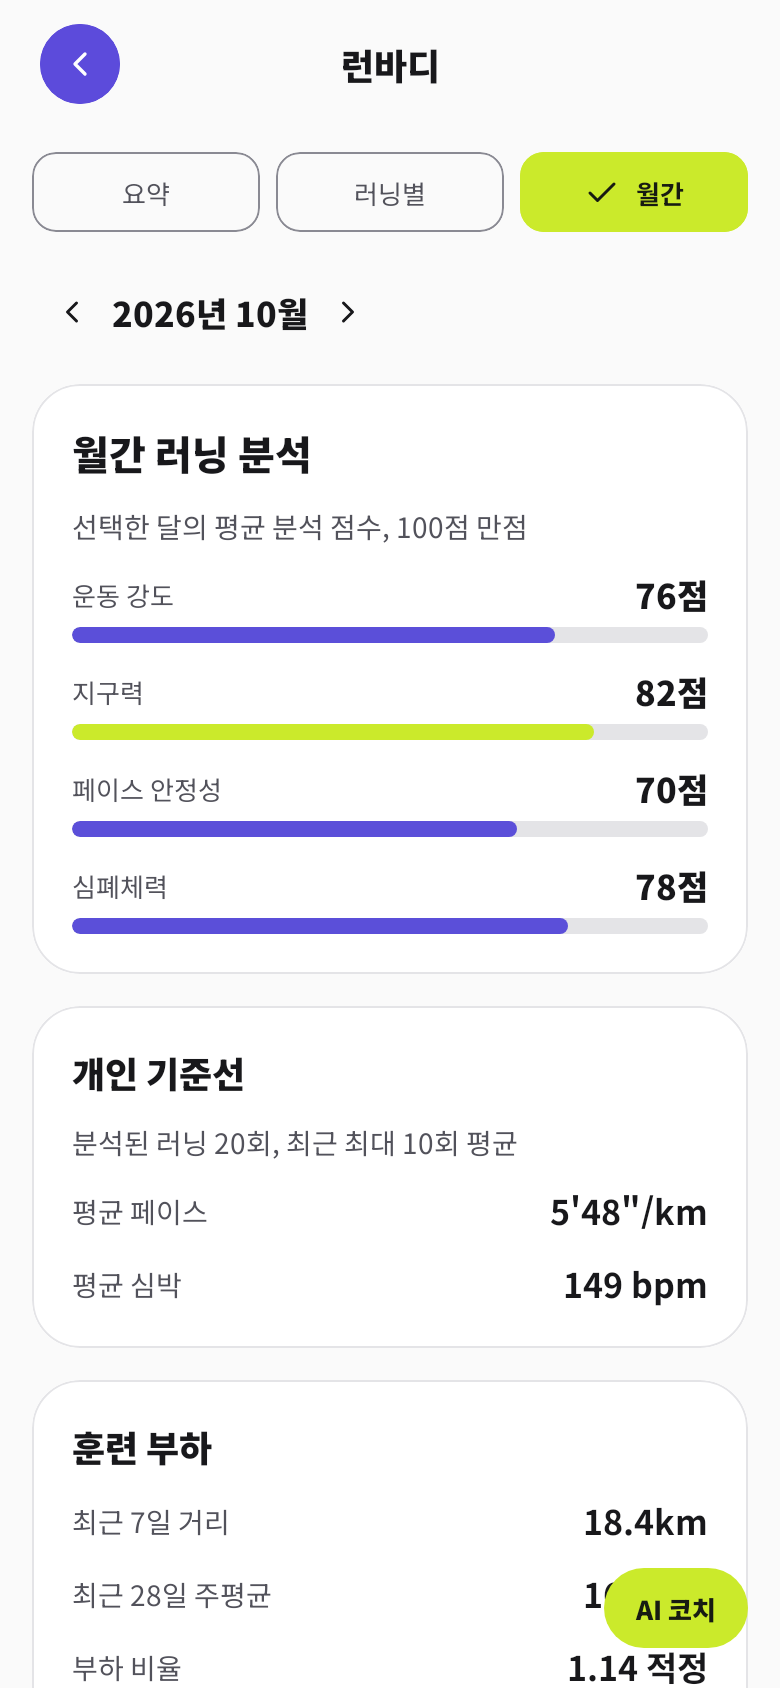 런바디
요약
러닝별
월간
2026년 10월
월간 러닝 분석
선택한 달의 평균 분석 점수, 100점 만점
운동 강도 76점
지구력 82점
페이스 안정성 70점
심폐체력 78점
개인 기준선
분석된 러닝 20회, 최근 최대 10회 평균
평균 페이스 5'48"/km
평균 심박 149 bpm
훈련 부하
최근 7일 거리 18.4km
최근 28일 주평균
AI 코치
부하 비율 1.14 적정